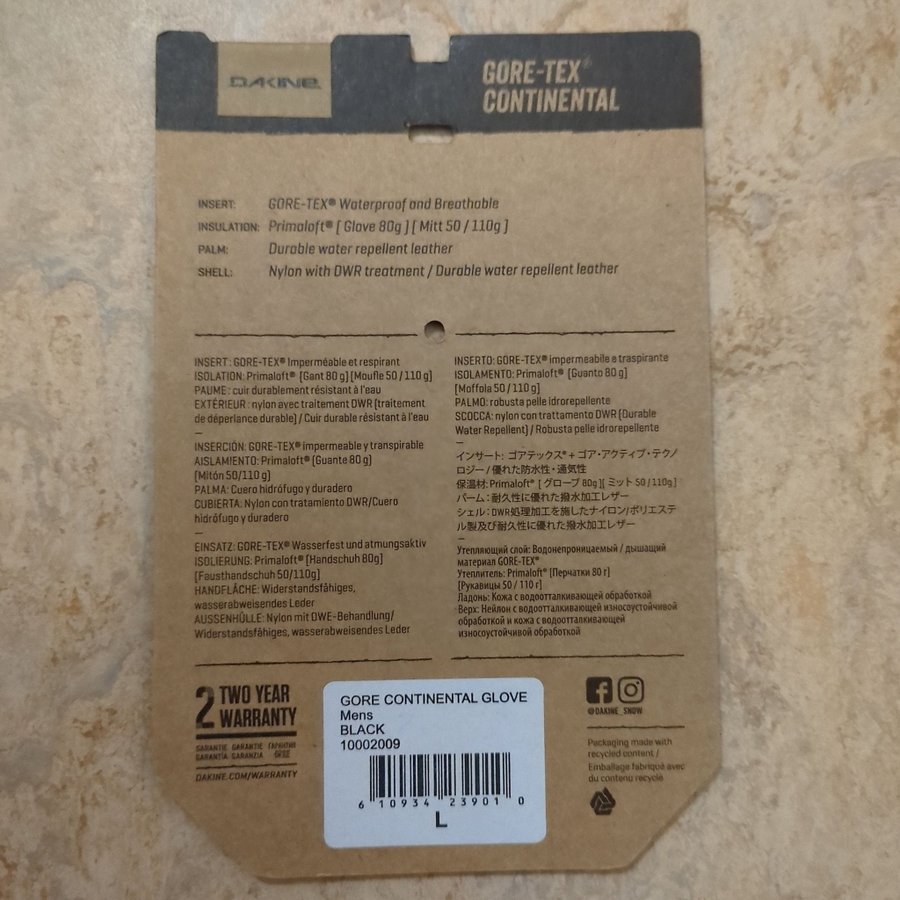 DAKINE
GORE-TEX®
CONTINENTAL
INSERT: GORE-TEX® Waterproof and Breathable
INSULATION: Primaloft® [ Glove 80g ] [ Mitt 50 / 110g ]
PALM: Durable water repellent leather
SHELL: Nylon with DWR treatment / Durable water repellent leather
INSERT: GORE-TEX® Imperméable et respirant
ISOLATION: Primaloft® [Gant 80 g] [Moufle 50 / 110 g]
PAUME : cuir durablement résistant à l'eau
EXTÉRIEUR : nylon avec traitement DWR (traitement
de déperlance durable) / Cuir durable résistant à l'eau
–
INSERCIÓN: GORE-TEX® impermeable y transpirable
AISLAMIENTO: Primaloft® [Guante 80 g]
[Mitón 50/110 g]
PALMA: Cuero hidrófugo y duradero
CUBIERTA: Nylon con tratamiento DWR/Cuero
hidrófugo y duradero
–
EINSATZ: GORE-TEX® Wasserfest und atmungsaktiv
ISOLIERUNG: Primaloft® [Handschuh 80g]
[Fausthandschuh 50/110g]
HANDFLÄCHE: Widerstandsfähiges,
wasserabweisendes Leder
AUSSENHÜLLE: Nylon mit DWE-Behandlung/
Widerstandsfähiges, wasserabweisendes Leder
INSERTO: GORE-TEX® impermeabile e traspirante
ISOLAMENTO: Primaloft® [Guanto 80 g]
[Moffola 50 / 110 g]
PALMO: robusta pelle idrorepellente
SCOCCA: nylon con trattamento DWR (Durable
Water Repellent) / Robusta pelle idrorepellente
–
インサート: ゴアテックス® + ゴア・アクティブ・テクノ
ロジー / 優れた防水性・通気性
保温材: Primaloft® [ グローブ 80g ][ ミット 50 / 110g ]
パーム : 耐久性に優れた撥水加工レザー
シェル : DWR処理加工を施したナイロン/ポリエステ
ル製及び耐久性に優れた撥水加工レザー
–
Утепляющий слой: Водонепроницаемый / дышащий
материал GORE-TEX®
Утеплитель: Primaloft® [Перчатки 80 г]
[Рукавицы 50 / 110 г]
Ладонь: Кожа с водоотталкивающей обработкой
Верх: Нейлон с водоотталкивающей износоустойчивой
обработкой и кожа с водоотталкивающей
износоустойчивой обработкой
2 TWO YEAR
WARRANTY
GARANTIE GARANTIE ГАРАНТИЯ
GARANTÍA GARANZIA 保証
DAKINE.COM/WARRANTY
GORE CONTINENTAL GLOVE
Mens
BLACK
10002009
6 10934 23901 0
L
@DAKINE_SNOW
Packaging made with
recycled content /
Emballage fabriqué avec
du contenu recyclé